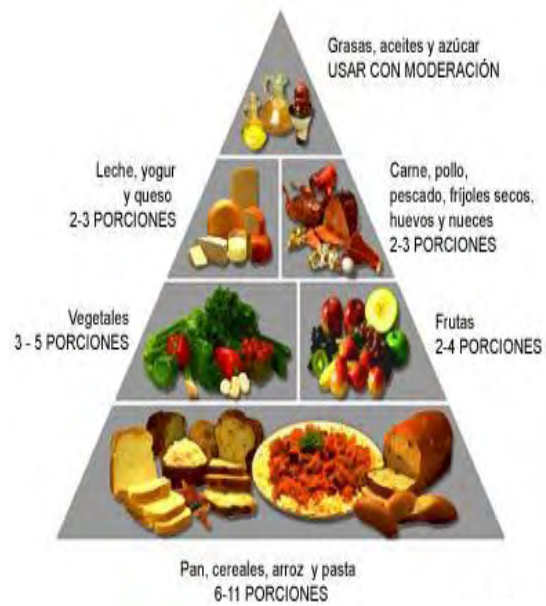 Grasas, aceites y azúcar
USAR CON MODERACIÓN
Leche, yogur
y queso
2-3 PORCIONES
Carne, pollo,
pescado, frijoles secos,
huevos y nueces
2-3 PORCIONES
Vegetales
3 - 5 PORCIONES
Frutas
2-4 PORCIONES
Pan, cereales, arroz y pasta
6-11 PORCIONES